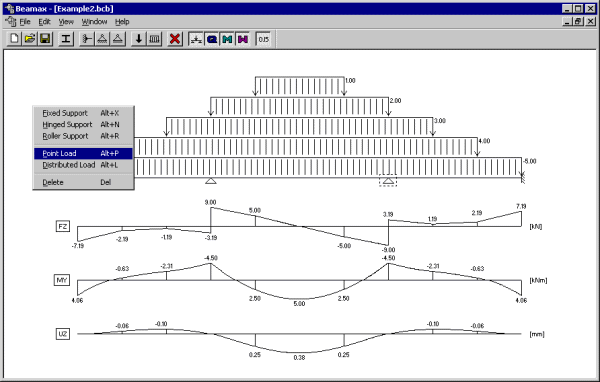 Beamax - [Example2.bcb]
File Edit View Window Help
0.15
1.00
2.00
3.00
4.00
-5.00
Fixed Support Alt+X
Hinged Support Alt+N
Roller Support Alt+R
Point Load Alt+P
Distributed Load Alt+L
Delete Del
FZ
-7.19
-2.19
-1.19
-3.19
9.00
5.00
-5.00
-9.00
3.19
1.19
2.19
7.19
[kN]
MY
4.06
-0.63
-2.31
-4.50
2.50
5.00
2.50
-4.50
-2.31
-0.63
4.06
[kNm]
UZ
-0.06
-0.10
0.25
0.38
0.25
-0.10
-0.06
[mm]